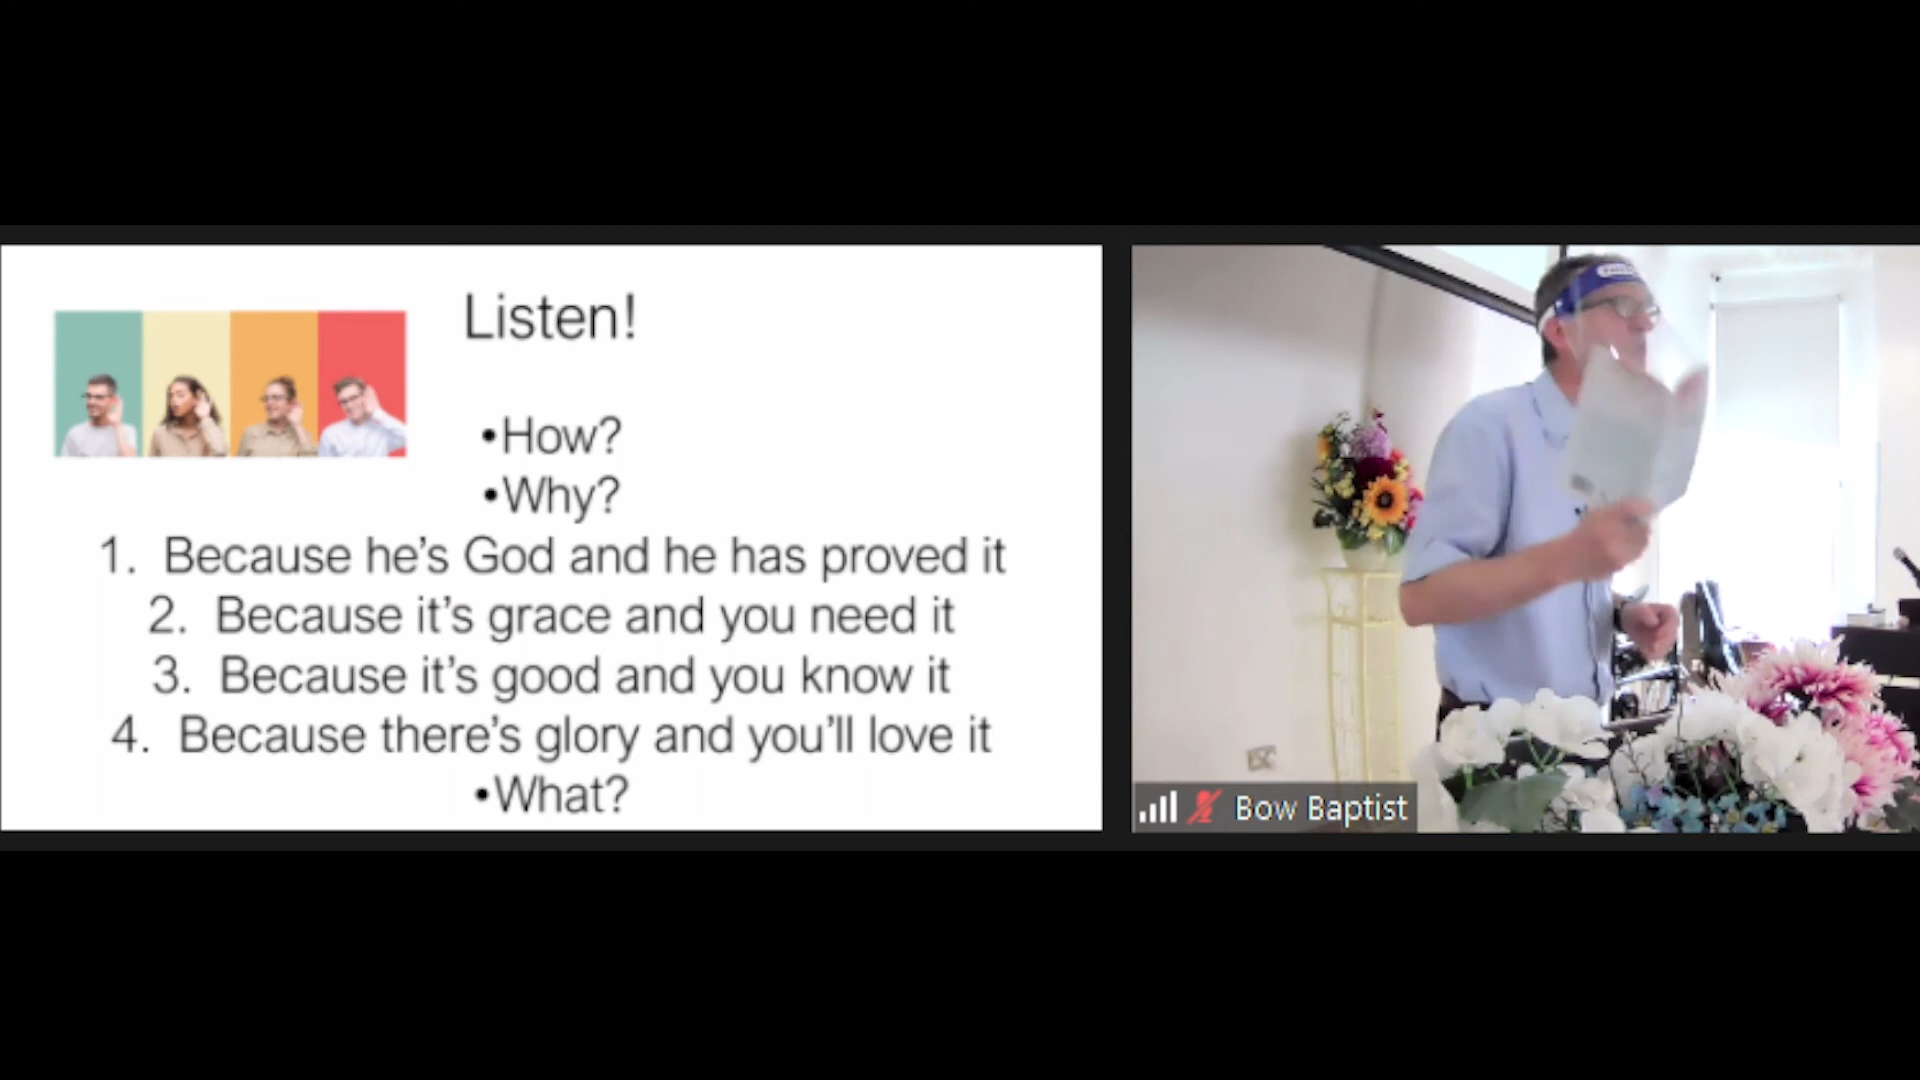 Listen!
•How?
•Why?
1. Because he's God and he has proved it
2. Because it's grace and you need it
3. Because it's good and you know it
4. Because there's glory and you'll love it
•What?
Bow Baptist